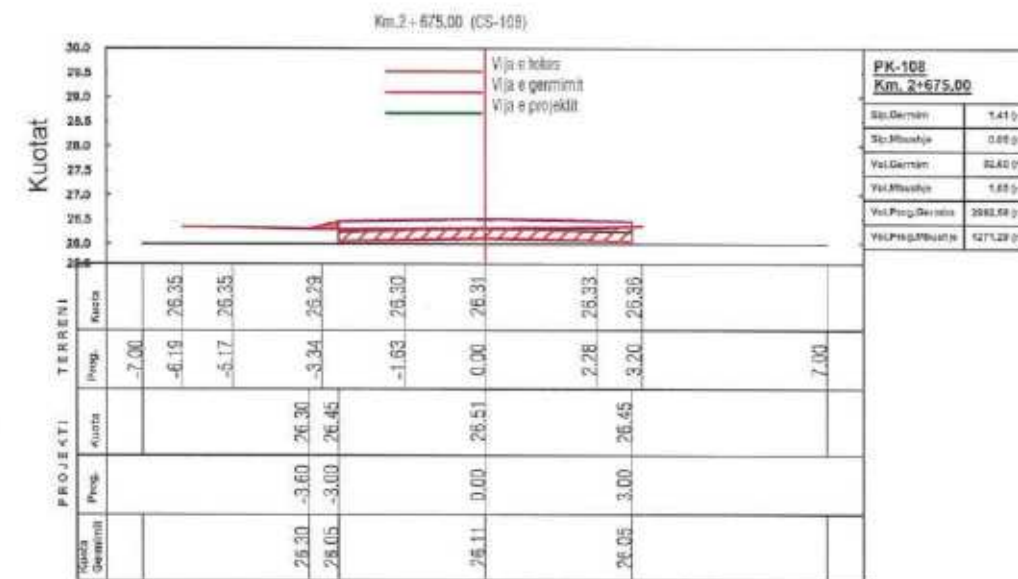 Km.2+675,00 (CS-108)
Kuotat
30.0
29.5
29.0
28.5
28.0
27.5
27.0
26.5
26.0
25.5
Vija e tokes
Vija e germimit
Vija e projektit
PK-108
Km. 2+675,00
Sip.Germim 1.41
Sip.Mbushje
Vol.Germim
Vol.Mbushje
Vol.Prog.Germim
Vol.Prog.Mbushje
TERRENI
Kuota
26.35 26.35 26.29 26.30 26.31 26.33 26.36
Prog.
-7.00 -6.19 -5.17 -3.34 -1.63 0.00 2.28 3.20 7.00
PROJEKTI
Kuota
26.30 26.45 26.51 26.45
Prog.
-3.60 -3.00 0.00 3.00
Kuota Germimit
26.30 26.05 26.11 26.05